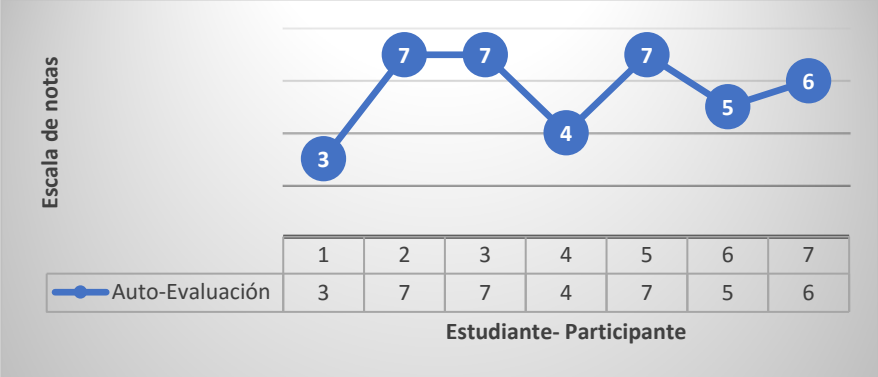 Escala de notas
7 7 7 6
5
4
3
1 2 3 4 5 6 7
Auto-Evaluación 3 7 7 4 7 5 6
Estudiante- Participante